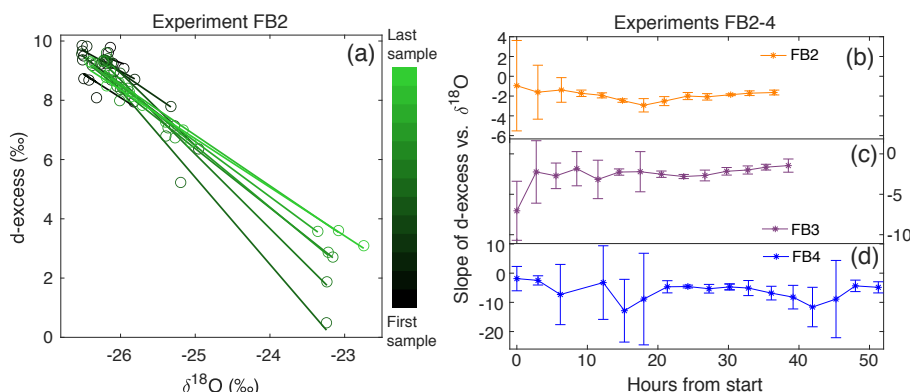 Experiment FB2
Experiments FB2-4
(a)
Last
sample
First
sample
10
8
6
4
2
0
d-excess (‰)
-26
-25
-24
-23
δ¹⁸O (‰)
Slope of d-excess vs. δ¹⁸O
4
2
0
-2
-4
-6
FB2
(b)
(c)
0
-5
-10
FB3
10
0
-10
-20
FB4
(d)
0
10
20
30
40
50
Hours from start